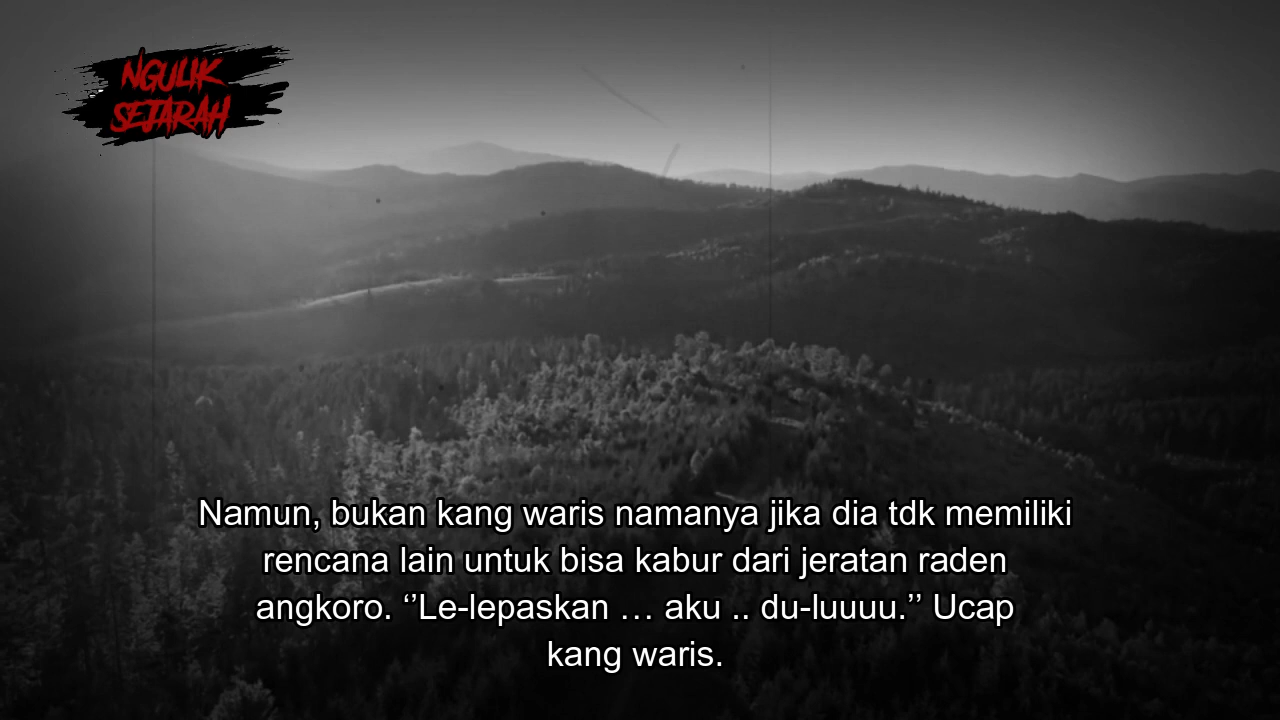 NGULIK
SEJARAH
Namun, bukan kang waris namanya jika dia tdk memiliki
rencana lain untuk bisa kabur dari jeratan raden
angkoro. ‘’Le-lepaskan … aku .. du-luuuu.’’ Ucap
kang waris.